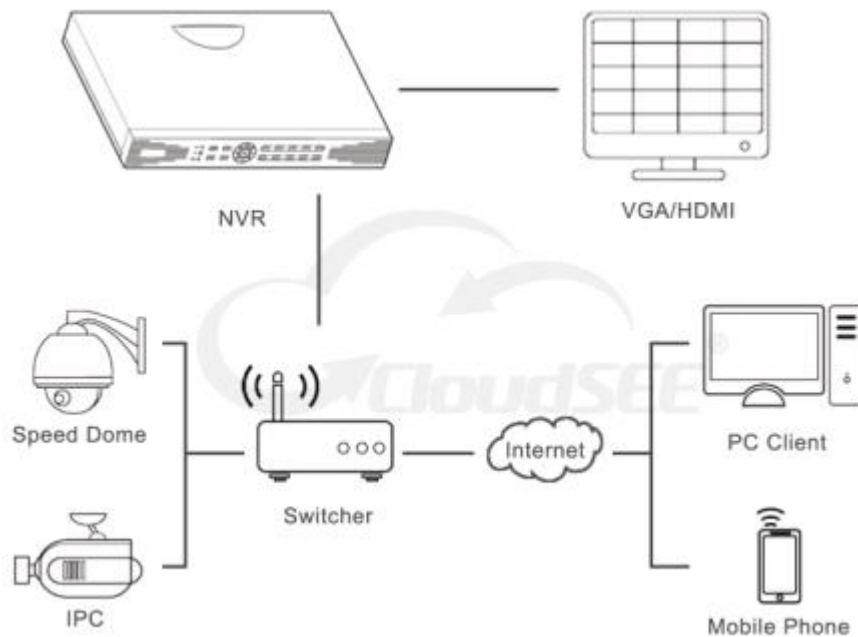 NVR
VGA/HDMI
CloudSEE®
Speed Dome
Internet
PC Client
Switcher
IPC
Mobile Phone